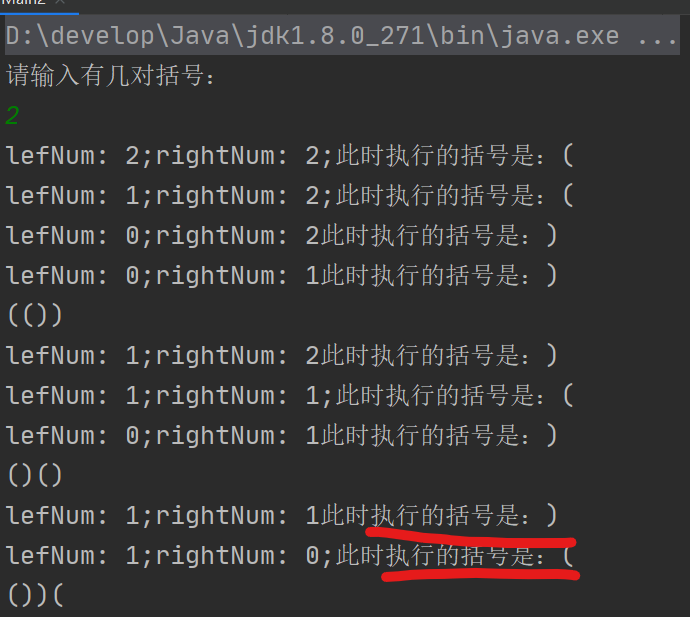 Main2 ×
D:\develop\Java\jdk1.8.0_271\bin\java.exe ...
请输入有几对括号：
2
lefNum: 2;rightNum: 2;此时执行的括号是：(
lefNum: 1;rightNum: 2;此时执行的括号是：(
lefNum: 0;rightNum: 2此时执行的括号是：)
lefNum: 0;rightNum: 1此时执行的括号是：)
(())
lefNum: 1;rightNum: 2此时执行的括号是：)
lefNum: 1;rightNum: 1;此时执行的括号是：(
lefNum: 0;rightNum: 1此时执行的括号是：)
()()
lefNum: 1;rightNum: 1此时执行的括号是：)
lefNum: 1;rightNum: 0;此时执行的括号是：(
())(